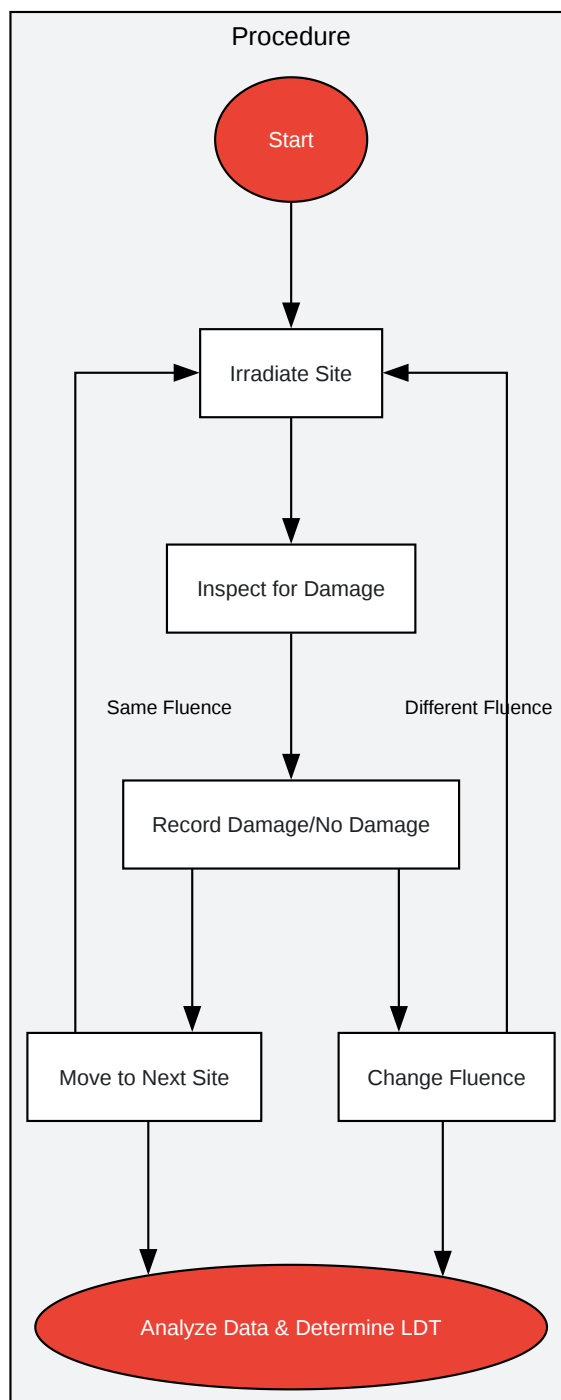 Procedure
Start
Irradiate Site
Inspect for Damage
Same Fluence
Different Fluence
Record Damage/No Damage
Move to Next Site
Change Fluence
Analyze Data & Determine LDT